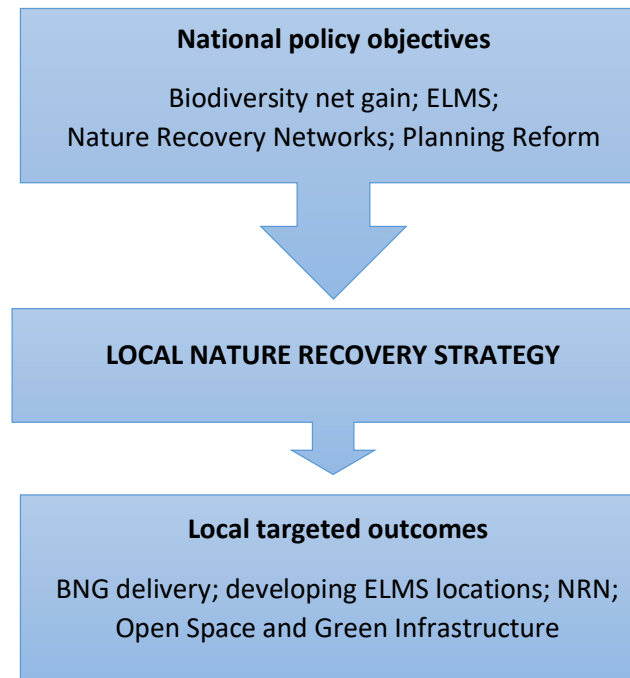 National policy objectives
Biodiversity net gain; ELMS;
Nature Recovery Networks; Planning Reform
LOCAL NATURE RECOVERY STRATEGY
Local targeted outcomes
BNG delivery; developing ELMS locations; NRN;
Open Space and Green Infrastructure